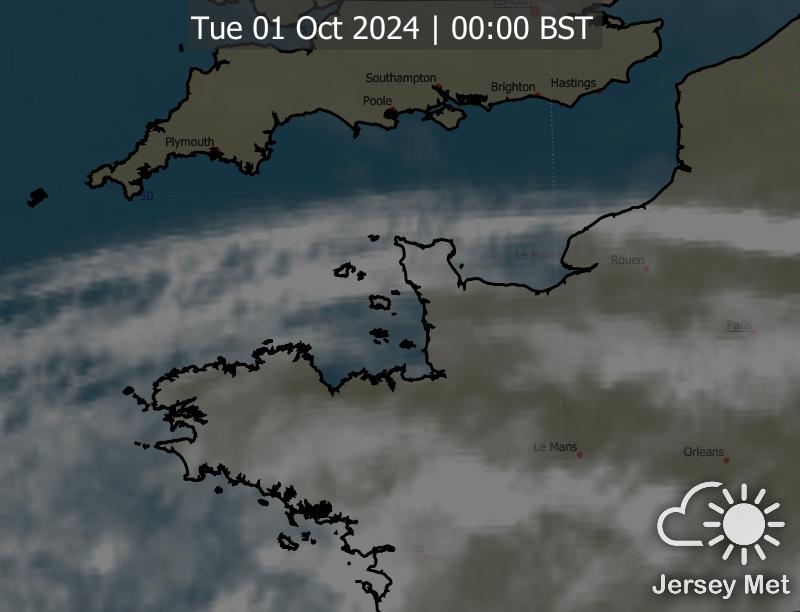 London
Tue 01 Oct 2024 | 00:00 BST
Southampton
Brighton
Hastings
Poole
Plymouth
50
Le Havre
Rouen
Paris
Le Mans
Orleans
Jersey Met